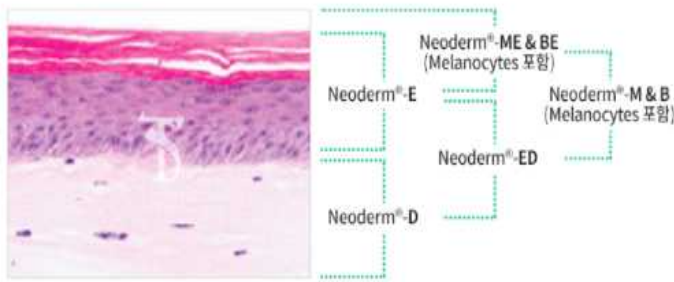 Neoderm®-ME & BE
(Melanocytes 포함)
Neoderm®-E
Neoderm®-M & B
(Melanocytes 포함)
Neoderm®-ED
Neoderm®-D